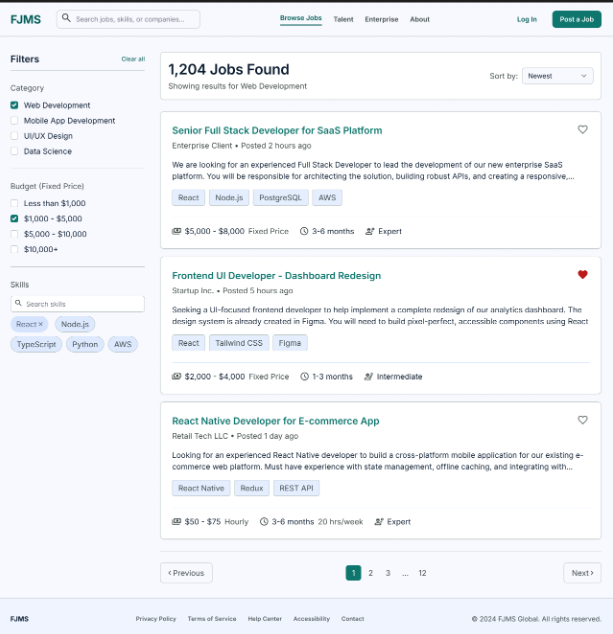 FJMS
Search jobs, skills, or companies...
Browse Jobs
Talent
Enterprise
About
Log In
Post a Job
Filters
Clear all
Category
Web Development
Mobile App Development
UI/UX Design
Data Science
Budget (Fixed Price)
Less than $1,000
$1,000 - $5,000
$5,000 - $10,000
$10,000+
Skills
Search skills
React ×
Node.js
TypeScript
Python
AWS
1,204 Jobs Found
Showing results for Web Development
Sort by:
Newest
Senior Full Stack Developer for SaaS Platform
Enterprise Client • Posted 2 hours ago
We are looking for an experienced Full Stack Developer to lead the development of our new enterprise SaaS
platform. You will be responsible for architecting the solution, building robust APIs, and creating a responsive,...
React
Node.js
PostgreSQL
AWS
$5,000 - $8,000 Fixed Price
3-6 months
Expert
Frontend UI Developer - Dashboard Redesign
Startup Inc. • Posted 5 hours ago
Seeking a UI-focused frontend developer to help implement a complete redesign of our analytics dashboard. The
design system is already created in Figma. You will need to build pixel-perfect, accessible components using React
React
Tailwind CSS
Figma
$2,000 - $4,000 Fixed Price
1-3 months
Intermediate
React Native Developer for E-commerce App
Retail Tech LLC • Posted 1 day ago
Looking for an experienced React Native developer to build a cross-platform mobile application for our existing e-
commerce web platform. Must have experience with state management, offline caching, and integrating with...
React Native
Redux
REST API
$50 - $75 Hourly
3-6 months 20 hrs/week
Expert
‹ Previous
1
2
3
...
12
Next ›
FJMS
Privacy Policy
Terms of Service
Help Center
Accessibility
Contact
© 2024 FJMS Global. All rights reserved.